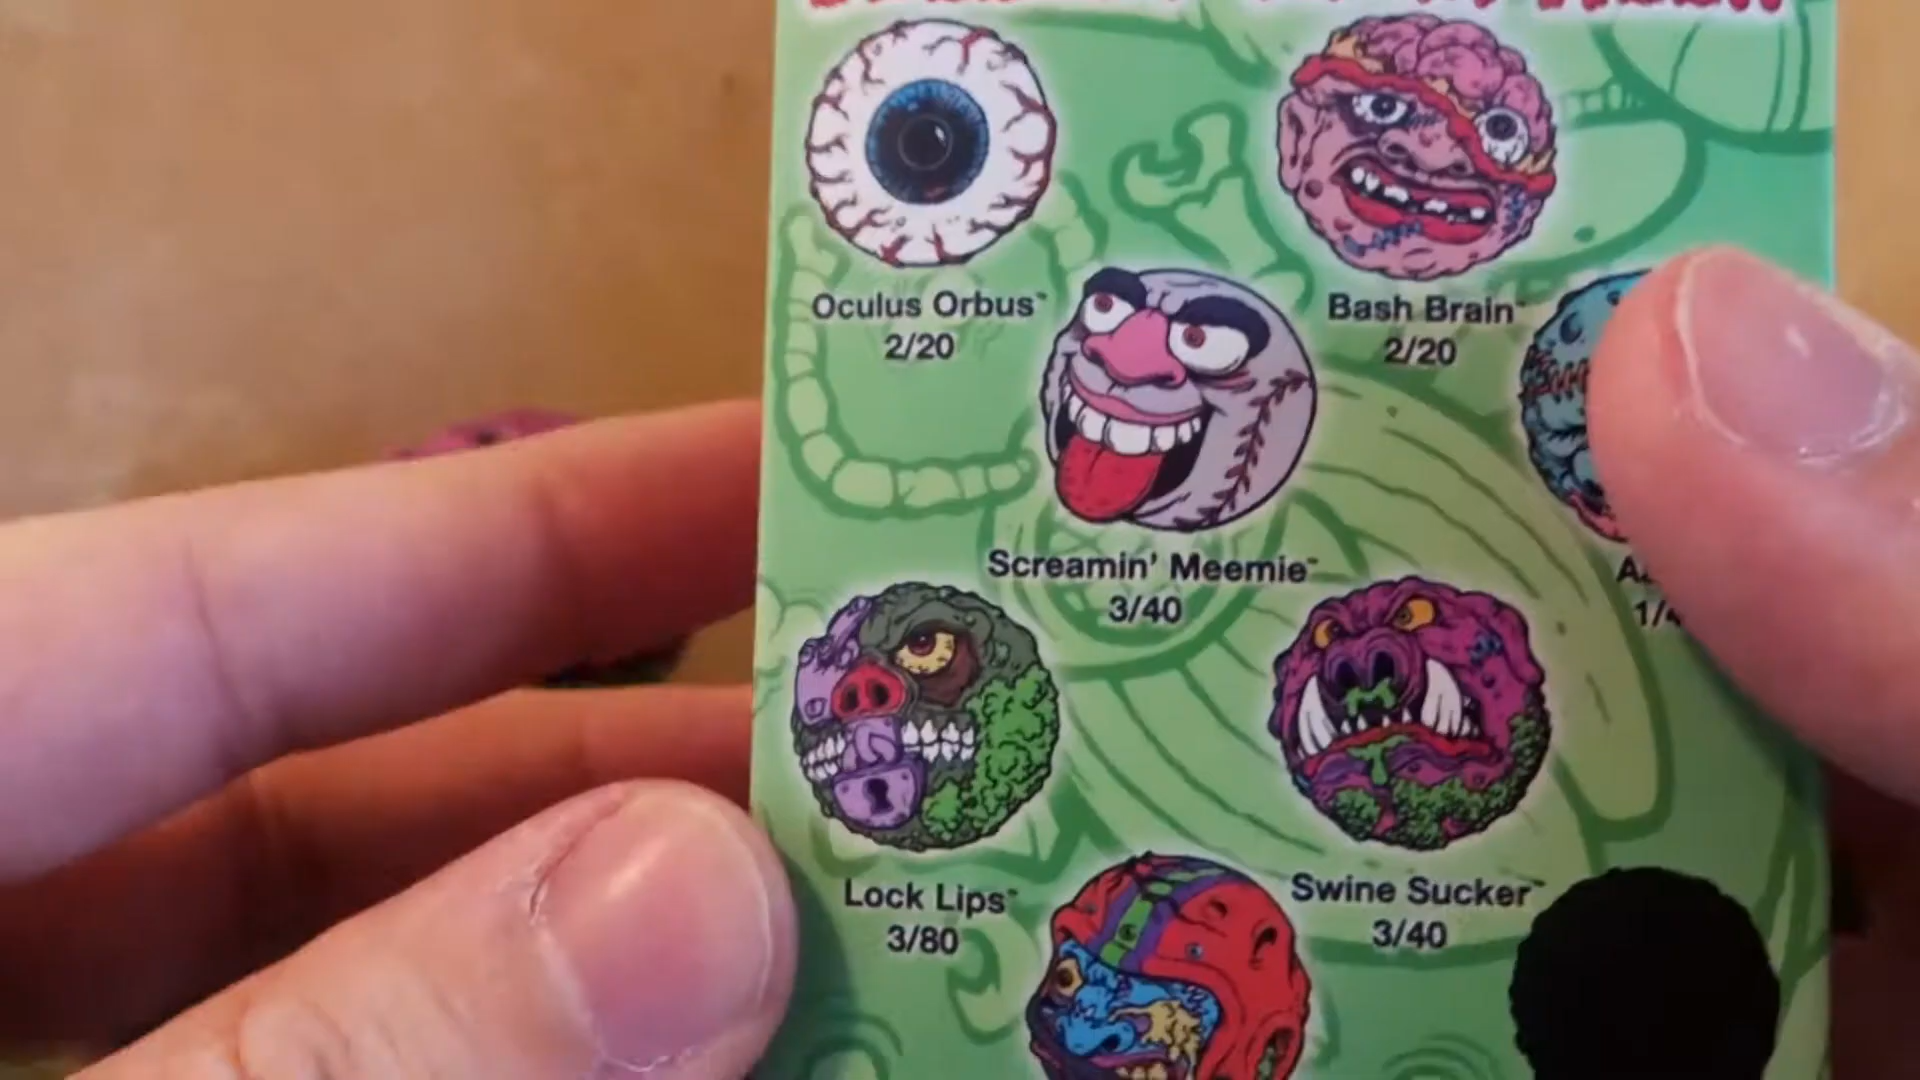 Oculus Orbus™
2/20
Bash Brain™
2/20
Screamin' Meemie™
3/40
Lock Lips™
3/80
Swine Sucker™
3/40